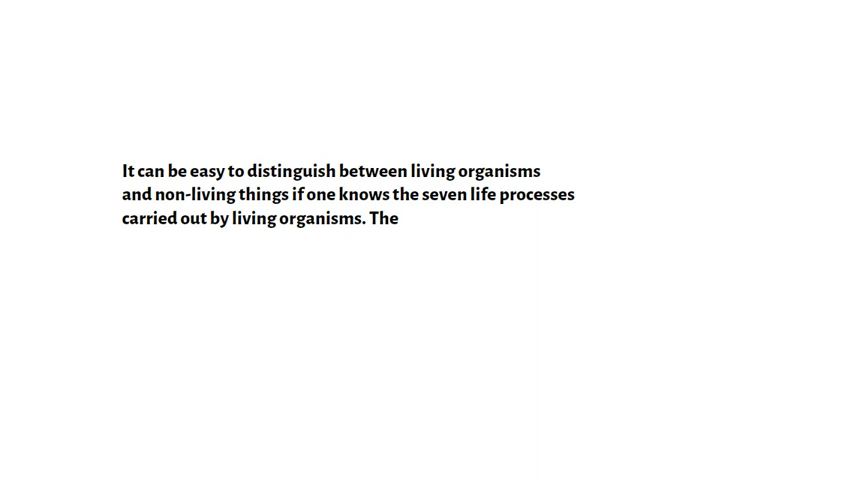 It can be easy to distinguish between living organisms
and non-living things if one knows the seven life processes
carried out by living organisms. The